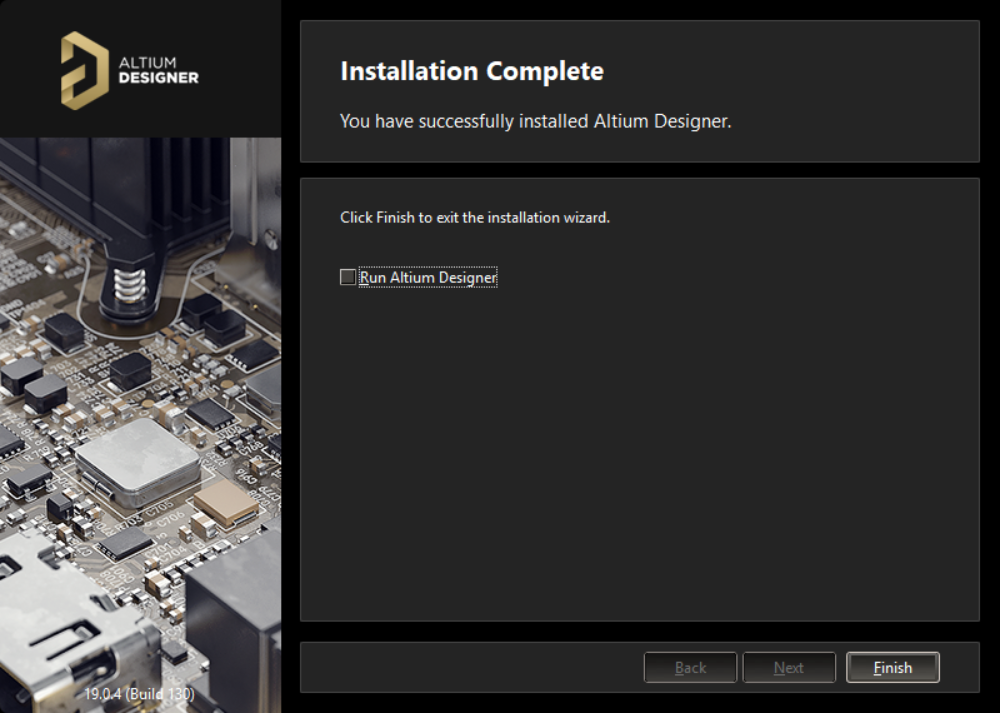 ALTIUM
DESIGNER
Installation Complete
You have successfully installed Altium Designer.
Click Finish to exit the installation wizard.
Run Altium Designer
19.0.4 (Build 130)
Back
Next
Finish